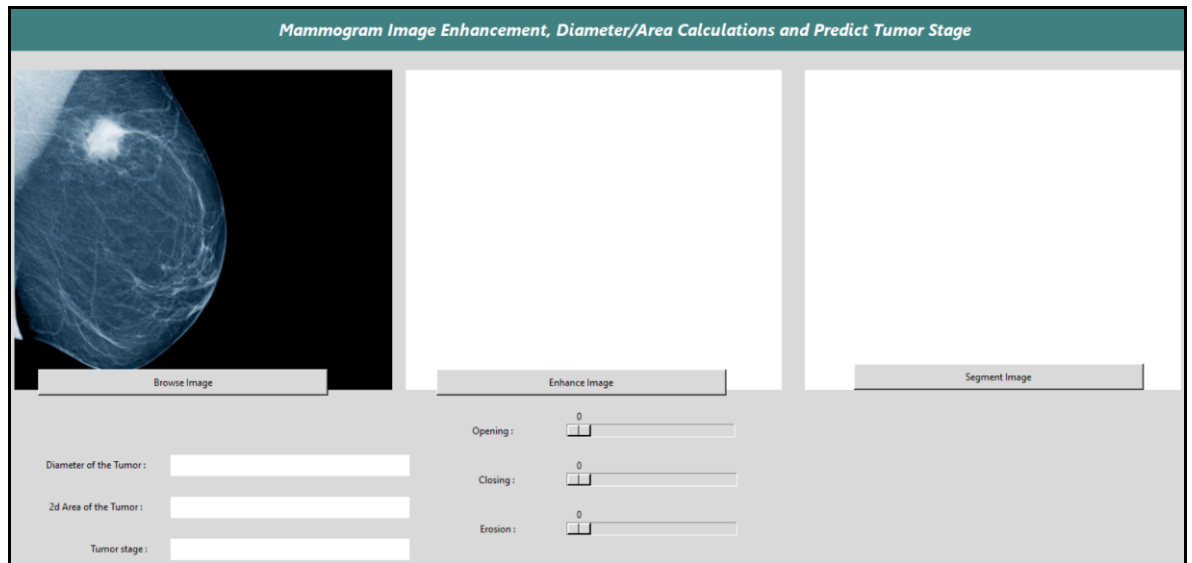 Mammogram Image Enhancement, Diameter/Area Calculations and Predict Tumor Stage
Browse Image
Enhance Image
Segment Image
0
Opening :
Diameter of the Tumor :
0
Closing :
2d Area of the Tumor :
0
Erosion :
Tumor stage :